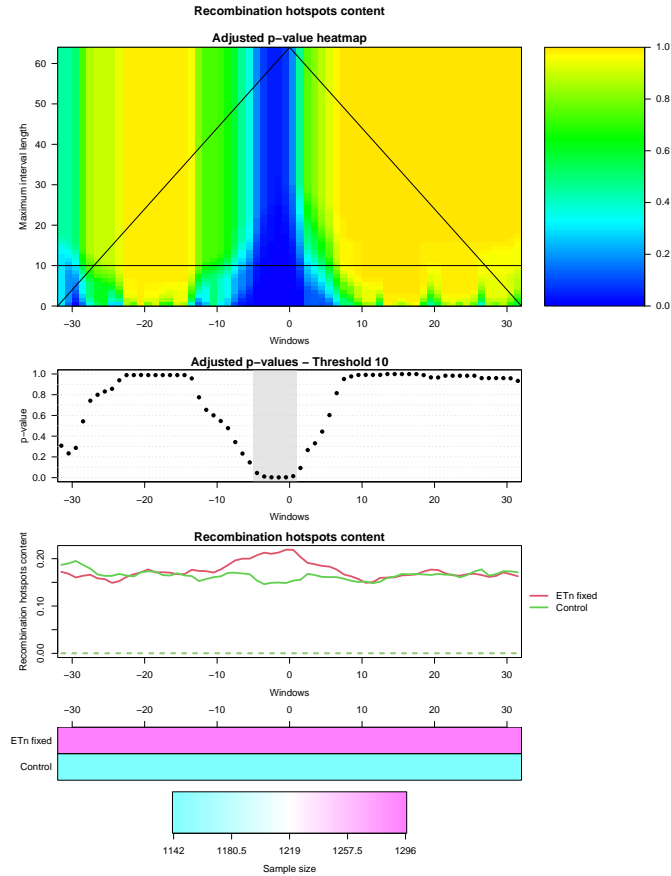 Recombination hotspots content
Adjusted p-value heatmap
Maximum interval length
0
10
20
30
40
50
60
0.0
0.2
0.4
0.6
0.8
1.0
−30 −20 −10 0 10 20 30
Windows
Adjusted p-values − Threshold 10
p-value
0.0
0.2
0.4
0.6
0.8
1.0
−30 −20 −10 0 10 20 30
Windows
Recombination hotspots content
Recombination hotspots content
0.00
0.10
0.20
ETn fixed
Control
−30 −20 −10 0 10 20 30
Windows
−30 −20 −10 0 10 20 30
ETn fixed
Control
1142 1180.5 1219 1257.5 1296
Sample size